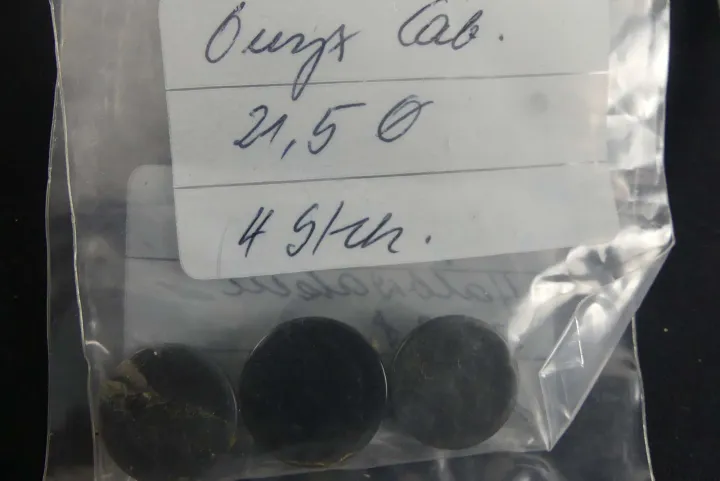 Onyx Cab.
21,5 Ø
4 Stck.